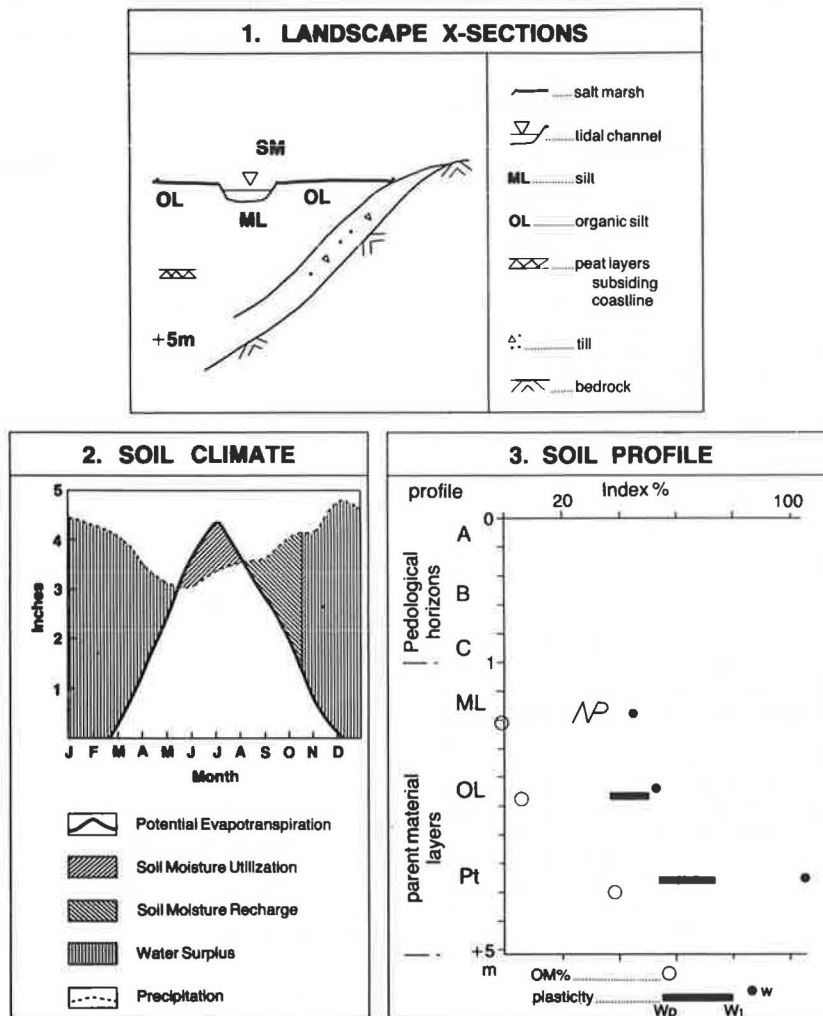 1. LANDSCAPE X-SECTIONS
SM
OL
OL
ML
+5m
salt marsh
tidal channel
ML silt
OL organic silt
peat layers
subsiding
coastline
till
bedrock
2. SOIL CLIMATE
5
4
3
2
1
Inches
J F M A M J J A S O N D
Month
Potential Evapotranspiration
Soil Moisture Utilization
Soil Moisture Recharge
Water Surplus
Precipitation
3. SOIL PROFILE
profile
Index %
20
100
0
A
B
C
1
Pedological
horizons
ML
NP
OL
Pt
parent material
layers
+5
m
OM%
plasticity
w
Wp
Wl